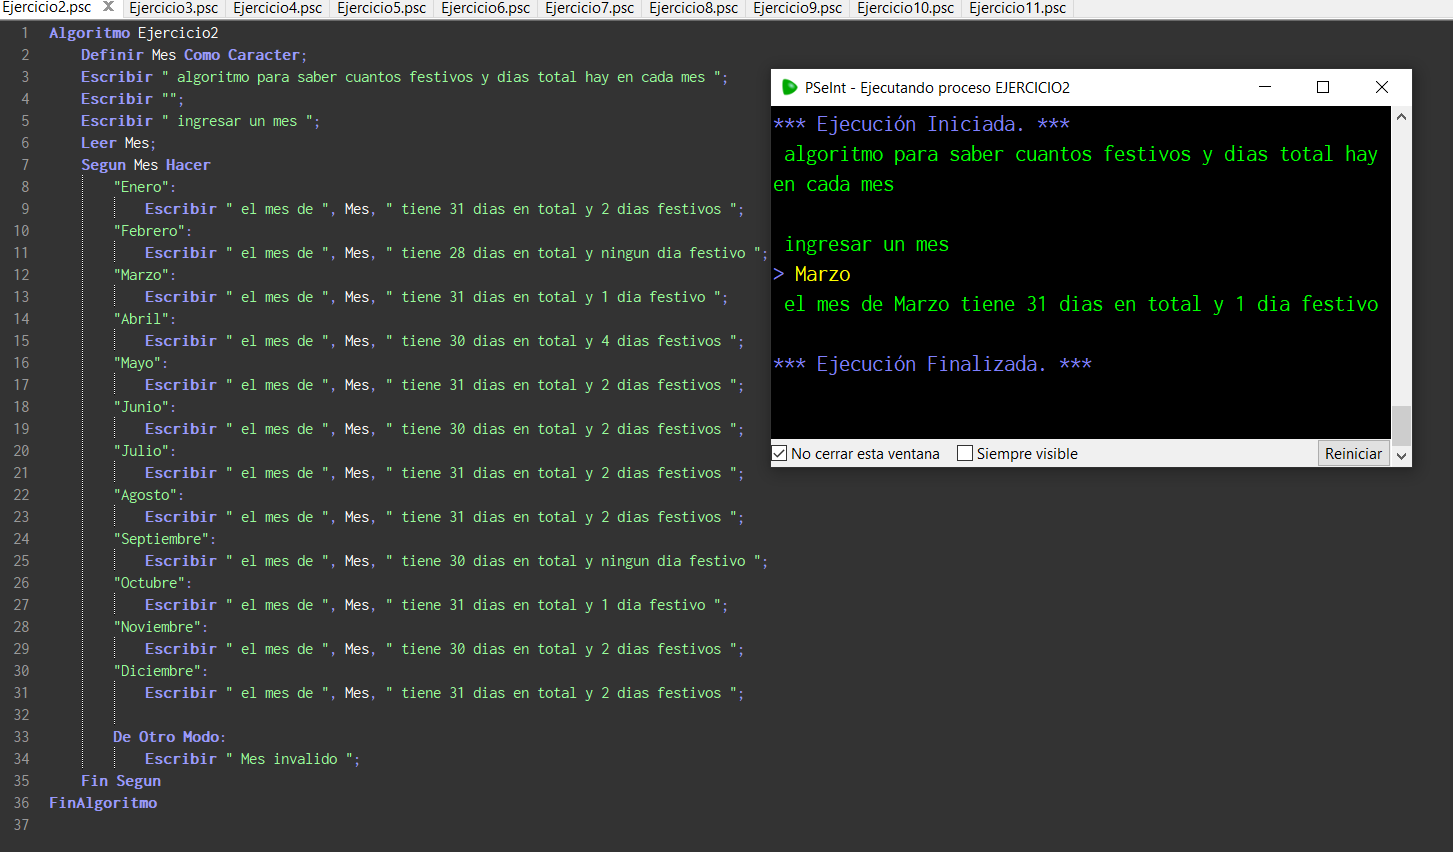 Ejercicio2.psc X Ejercicio3.psc Ejercicio4.psc Ejercicio5.psc Ejercicio6.psc Ejercicio7.psc Ejercicio8.psc Ejercicio9.psc Ejercicio10.psc Ejercicio11.psc
1 Algoritmo Ejercicio2
2 Definir Mes Como Caracter;
3 Escribir " algoritmo para saber cuantos festivos y dias total hay en cada mes ";
4 Escribir "";
5 Escribir " ingresar un mes ";
6 Leer Mes;
7 Segun Mes Hacer
8 "Enero":
9 Escribir " el mes de ", Mes, " tiene 31 dias en total y 2 dias festivos ";
10 "Febrero":
11 Escribir " el mes de ", Mes, " tiene 28 dias en total y ningun dia festivo ";
12 "Marzo":
13 Escribir " el mes de ", Mes, " tiene 31 dias en total y 1 dia festivo ";
14 "Abril":
15 Escribir " el mes de ", Mes, " tiene 30 dias en total y 4 dias festivos ";
16 "Mayo":
17 Escribir " el mes de ", Mes, " tiene 31 dias en total y 2 dias festivos ";
18 "Junio":
19 Escribir " el mes de ", Mes, " tiene 30 dias en total y 2 dias festivos ";
20 "Julio":
21 Escribir " el mes de ", Mes, " tiene 31 dias en total y 2 dias festivos ";
22 "Agosto":
23 Escribir " el mes de ", Mes, " tiene 31 dias en total y 2 dias festivos ";
24 "Septiembre":
25 Escribir " el mes de ", Mes, " tiene 30 dias en total y ningun dia festivo ";
26 "Octubre":
27 Escribir " el mes de ", Mes, " tiene 31 dias en total y 1 dia festivo ";
28 "Noviembre":
29 Escribir " el mes de ", Mes, " tiene 30 dias en total y 2 dias festivos ";
30 "Diciembre":
31 Escribir " el mes de ", Mes, " tiene 31 dias en total y 2 dias festivos ";
32
33 De Otro Modo:
34 Escribir " Mes invalido ";
35 Fin Segun
36 FinAlgoritmo
37
PSeInt - Ejecutando proceso EJERCICIO2
*** Ejecución Iniciada. ***
algoritmo para saber cuantos festivos y dias total hay
en cada mes
ingresar un mes
> Marzo
el mes de Marzo tiene 31 dias en total y 1 dia festivo
*** Ejecución Finalizada. ***
No cerrar esta ventana Siempre visible Reiniciar